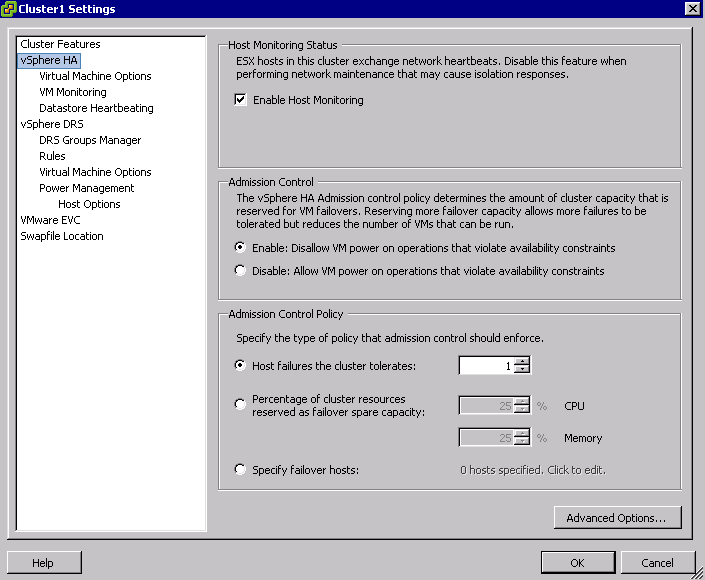 Cluster1 Settings
Cluster Features
vSphere HA
Virtual Machine Options
VM Monitoring
Datastore Heartbeating
vSphere DRS
DRS Groups Manager
Rules
Virtual Machine Options
Power Management
Host Options
VMware EVC
Swapfile Location
Host Monitoring Status
ESX hosts in this cluster exchange network heartbeats. Disable this feature when
performing network maintenance that may cause isolation responses.
Enable Host Monitoring
Admission Control
The vSphere HA Admission control policy determines the amount of cluster capacity that is
reserved for VM failovers. Reserving more failover capacity allows more failures to be
tolerated but reduces the number of VMs that can be run.
Enable: Disallow VM power on operations that violate availability constraints
Disable: Allow VM power on operations that violate availability constraints
Admission Control Policy
Specify the type of policy that admission control should enforce.
Host failures the cluster tolerates: 1
Percentage of cluster resources
reserved as failover spare capacity: 25 % CPU
25 % Memory
Specify failover hosts: 0 hosts specified. Click to edit.
Advanced Options...
Help OK Cancel